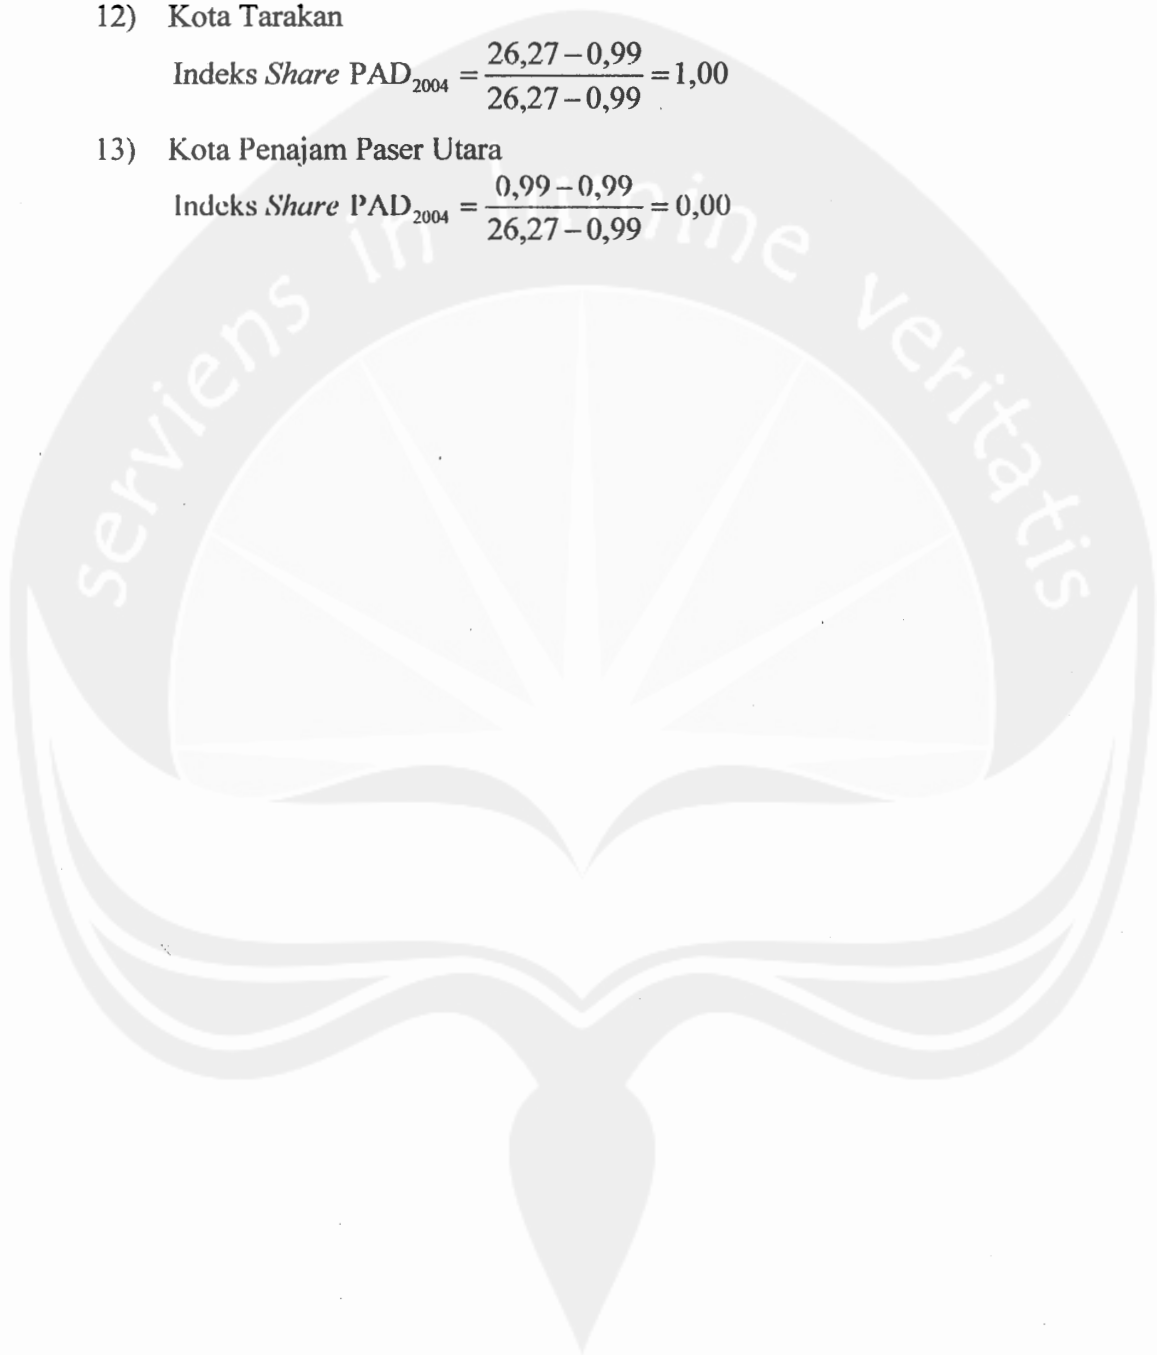 12) Kota Tarakan
Indeks Share PAD2004 = (26,27 – 0,99) / (26,27 – 0,99) = 1,00
13) Kota Penajam Paser Utara
Indeks Share PAD2004 = (0,99 – 0,99) / (26,27 – 0,99) = 0,00
serviens in lumine veritatis